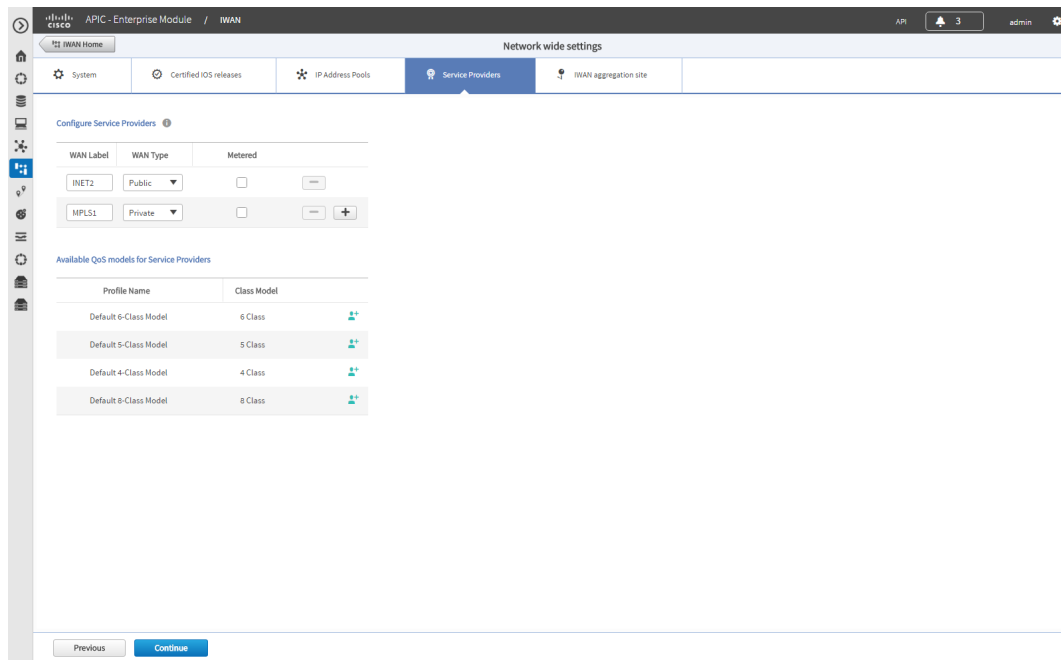 cisco APIC - Enterprise Module / IWAN API 3 admin
IWAN Home Network wide settings
System Certified IOS releases IP Address Pools Service Providers IWAN aggregation site
Configure Service Providers
WAN Label WAN Type Metered
INET2 Public
MPLS1 Private
Available QoS models for Service Providers
Profile Name Class Model
Default 6-Class Model 6 Class
Default 5-Class Model 5 Class
Default 4-Class Model 4 Class
Default 8-Class Model 8 Class
Previous Continue